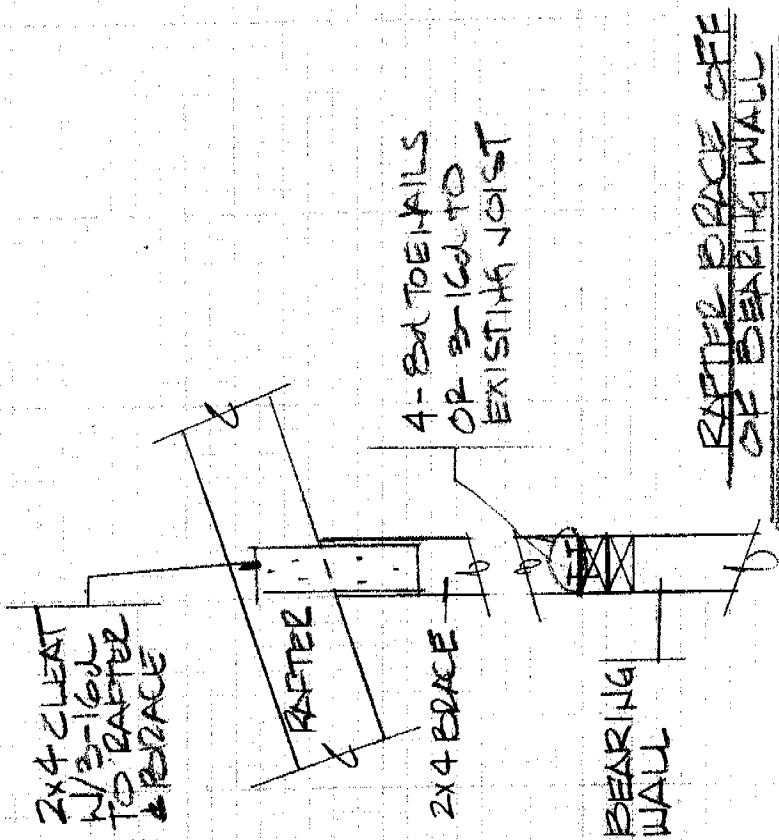 2x4 CLEAT
W/3-16d
TO RAFTER
& BRACE
RAFTER
2x4 BRACE
BEARING
WALL
4-8d TOENAILS
OR 3-16d TO
EXISTING JOIST
RAFTER BRACE OFF
OF BEARING WALL